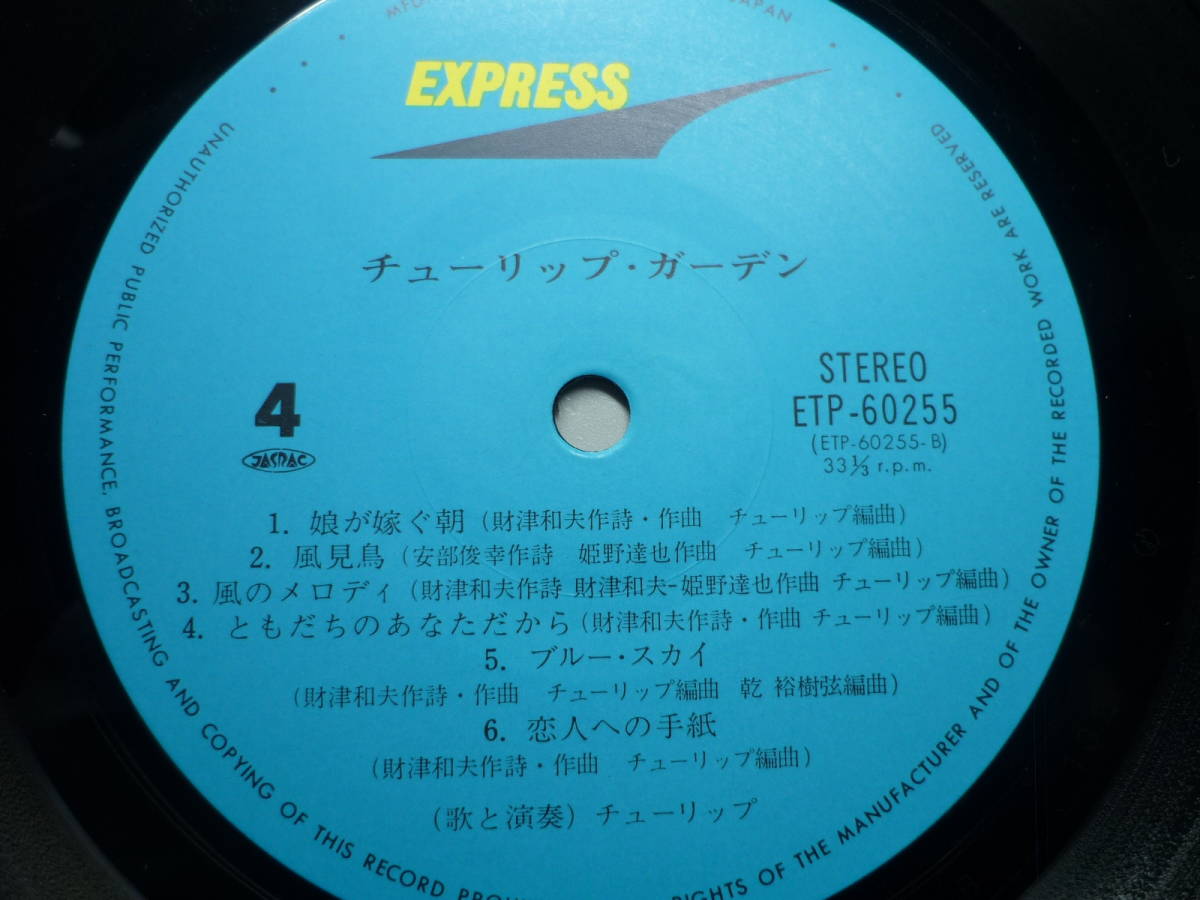 JAPAN
EXPRESS
チューリップ・ガーデン
4
JASRAC
STEREO
ETP-60255
(ETP-60255-B)
33⅓ r.p.m.
1. 娘が嫁ぐ朝 (財津和夫作詩・作曲 チューリップ編曲)
2. 風見鳥 (安部俊幸作詩 姫野達也作曲 チューリップ編曲)
3. 風のメロディ (財津和夫作詩 財津和夫-姫野達也作曲 チューリップ編曲)
4. ともだちのあなただから (財津和夫作詩・作曲 チューリップ編曲)
5. ブルー・スカイ
(財津和夫作詩・作曲 チューリップ編曲 乾 裕樹弦編曲)
6. 恋人への手紙
(財津和夫作詩・作曲 チューリップ編曲)
(歌と演奏) チューリップ
UNAUTHORIZED PUBLIC PERFORMANCE, BROADCASTING AND COPYING OF THIS RECORD
RIGHTS OF THE MANUFACTURER AND OF THE OWNER OF THE RECORDED WORK ARE RESERVED